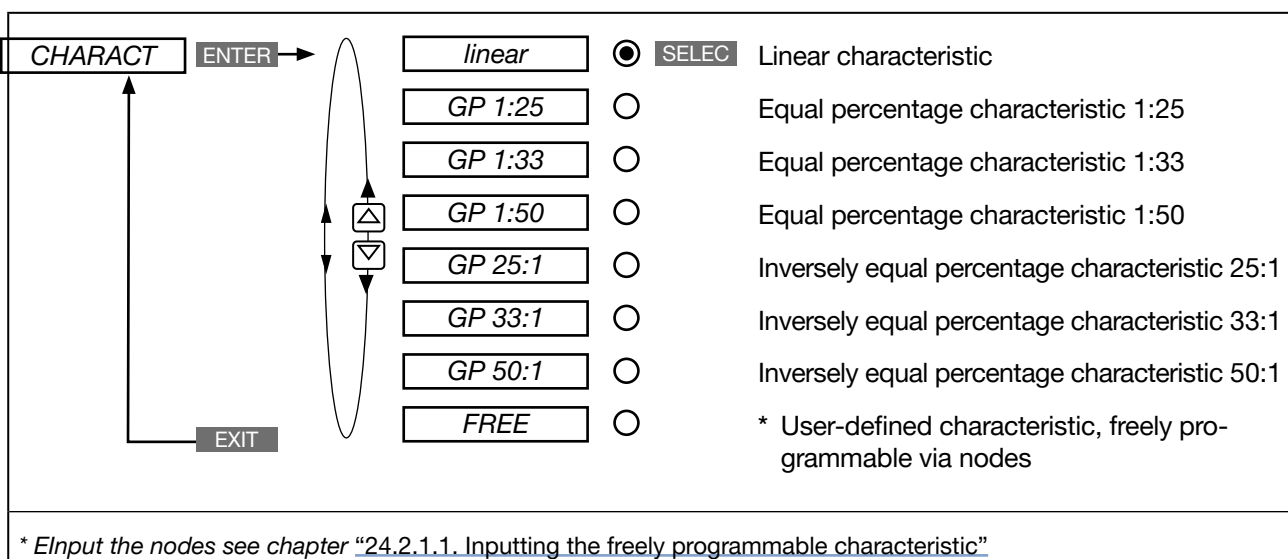 CHARACT ENTER linear SELEC Linear characteristic
GP 1:25 Equal percentage characteristic 1:25
GP 1:33 Equal percentage characteristic 1:33
GP 1:50 Equal percentage characteristic 1:50
GP 25:1 Inversely equal percentage characteristic 25:1
GP 33:1 Inversely equal percentage characteristic 33:1
GP 50:1 Inversely equal percentage characteristic 50:1
FREE * User-defined characteristic, freely pro-
EXIT grammable via nodes
* EInput the nodes see chapter "24.2.1.1. Inputting the freely programmable characteristic"